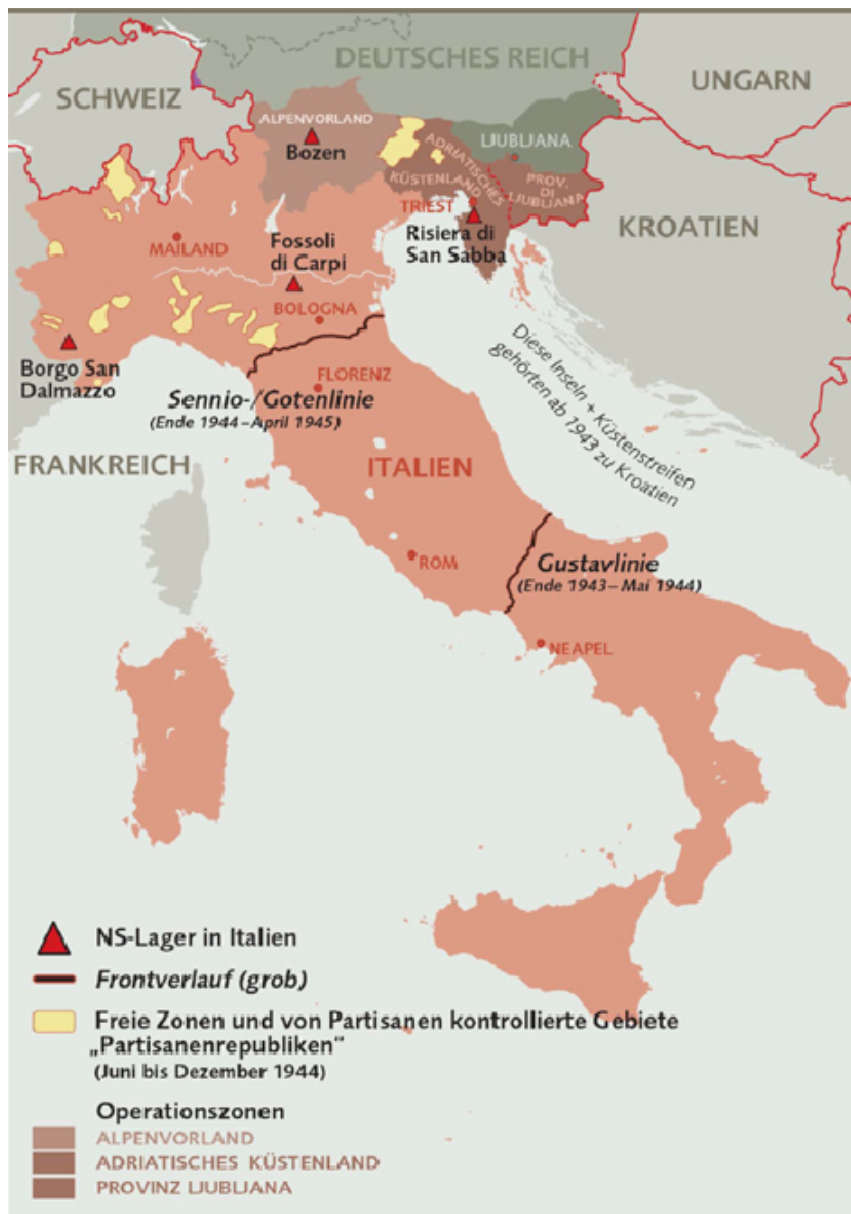 DEUTSCHES REICH
UNGARN
SCHWEIZ
ALPENVORLAND
Bozen
ADRIATISCHES
KÜSTENLAND
LJUBLJANA
PROV.
DI
LJUBLJANA
KROATIEN
TRIEST
Risiera di
San Sabba
MAILAND
Fossoli
di Carpi
BOLOGNA
Borgo San
Dalmazzo
FLORENZ
Sennio-/Gotenlinie
(Ende 1944–April 1945)
Diese Inseln + Küstenstreifen
gehörten ab 1943 zu Kroatien
FRANKREICH
ITALIEN
ROM
Gustavlinie
(Ende 1943–Mai 1944)
NEAPEL
NS-Lager in Italien
Frontverlauf (grob)
Freie Zonen und von Partisanen kontrollierte Gebiete
„Partisanenrepubliken“
(Juni bis Dezember 1944)
Operationszonen
ALPENVORLAND
ADRIATISCHES KÜSTENLAND
PROVINZ LJUBLJANA